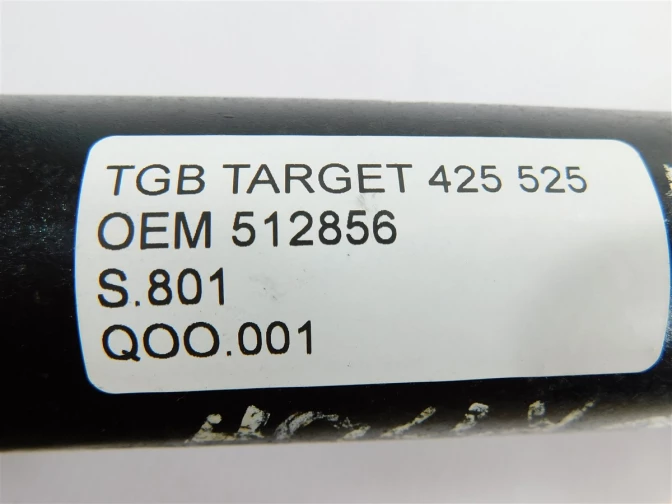 TGB TARGET 425 525
OEM 512856
S.801
QOO.001